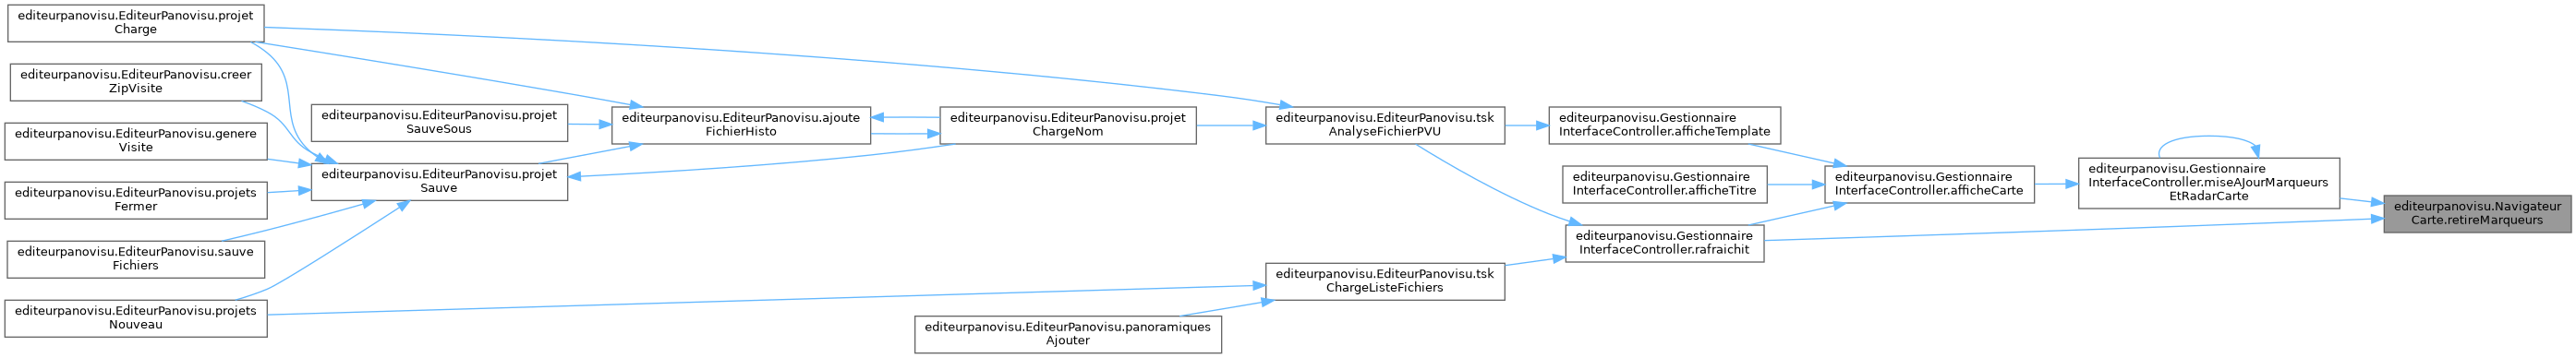 editeurpanovisu.EditeurPanovisu.projet
Charge
editeurpanovisu.EditeurPanovisu.creer
ZipVisite
editeurpanovisu.EditeurPanovisu.genere
Visite
editeurpanovisu.EditeurPanovisu.projets
Fermer
editeurpanovisu.EditeurPanovisu.sauve
Fichiers
editeurpanovisu.EditeurPanovisu.projets
Nouveau
editeurpanovisu.EditeurPanovisu.projet
SauveSous
editeurpanovisu.EditeurPanovisu.projet
Sauve
editeurpanovisu.EditeurPanovisu.ajoute
FichierHisto
editeurpanovisu.EditeurPanovisu.projet
ChargeNom
editeurpanovisu.EditeurPanovisu.panoramiques
Ajouter
editeurpanovisu.EditeurPanovisu.tsk
AnalyseFichierPVU
editeurpanovisu.EditeurPanovisu.tsk
ChargeListeFichiers
editeurpanovisu.Gestionnaire
InterfaceController.afficheTemplate
editeurpanovisu.Gestionnaire
InterfaceController.afficheTitre
editeurpanovisu.Gestionnaire
InterfaceController.rafraichit
editeurpanovisu.Gestionnaire
InterfaceController.afficheCarte
editeurpanovisu.Gestionnaire
InterfaceController.miseAJourMarqueurs
EtRadarCarte
editeurpanovisu.Navigateur
Carte.retireMarqueurs